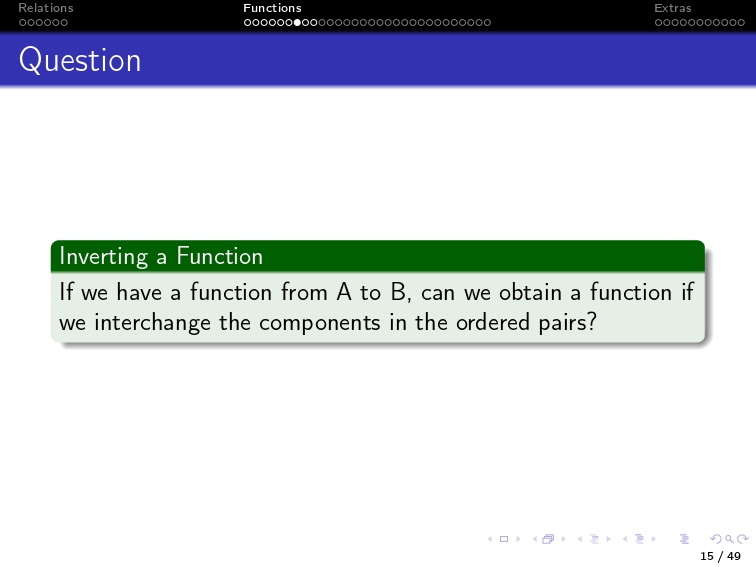 Relations
Functions
Extras
Question
Inverting a Function
If we have a function from A to B, can we obtain a function if
we interchange the components in the ordered pairs?
15 / 49